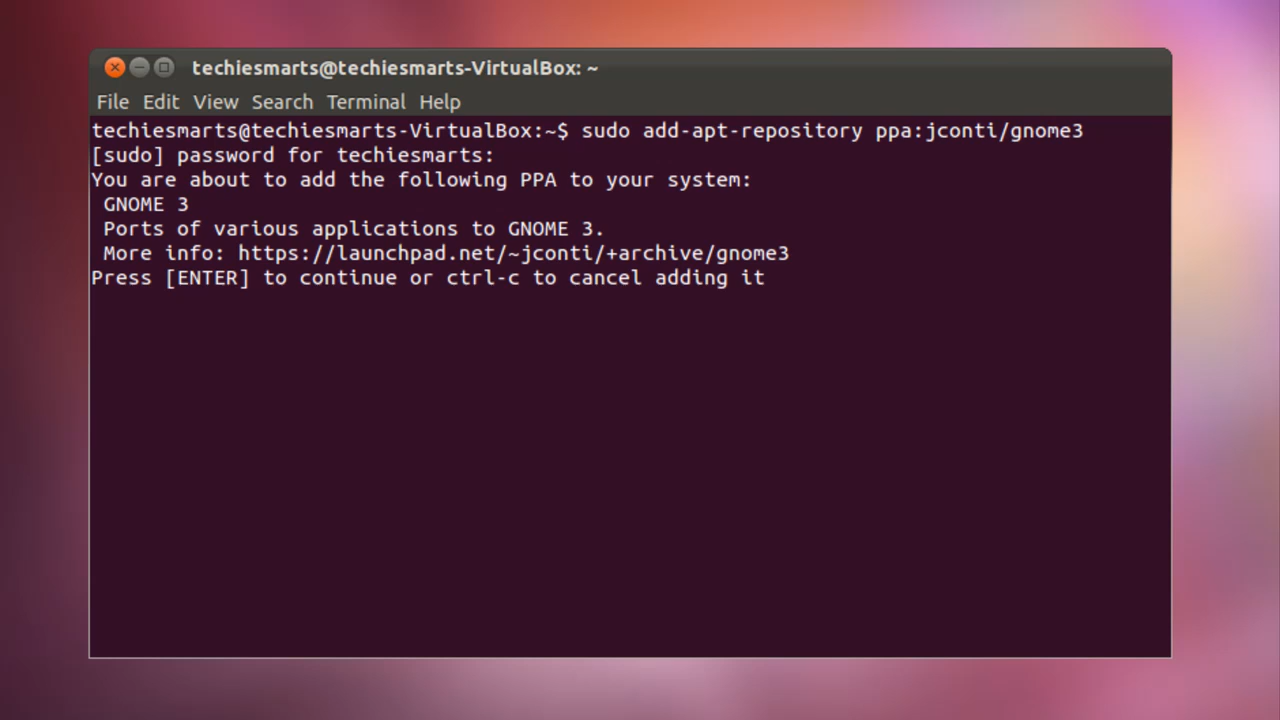 techiesmarts@techiesmarts-VirtualBox: ~
File Edit View Search Terminal Help
techiesmarts@techiesmarts-VirtualBox:~$ sudo add-apt-repository ppa:jconti/gnome3
[sudo] password for techiesmarts:
You are about to add the following PPA to your system:
GNOME 3
Ports of various applications to GNOME 3.
More info: https://launchpad.net/~jconti/+archive/gnome3
Press [ENTER] to continue or ctrl-c to cancel adding it